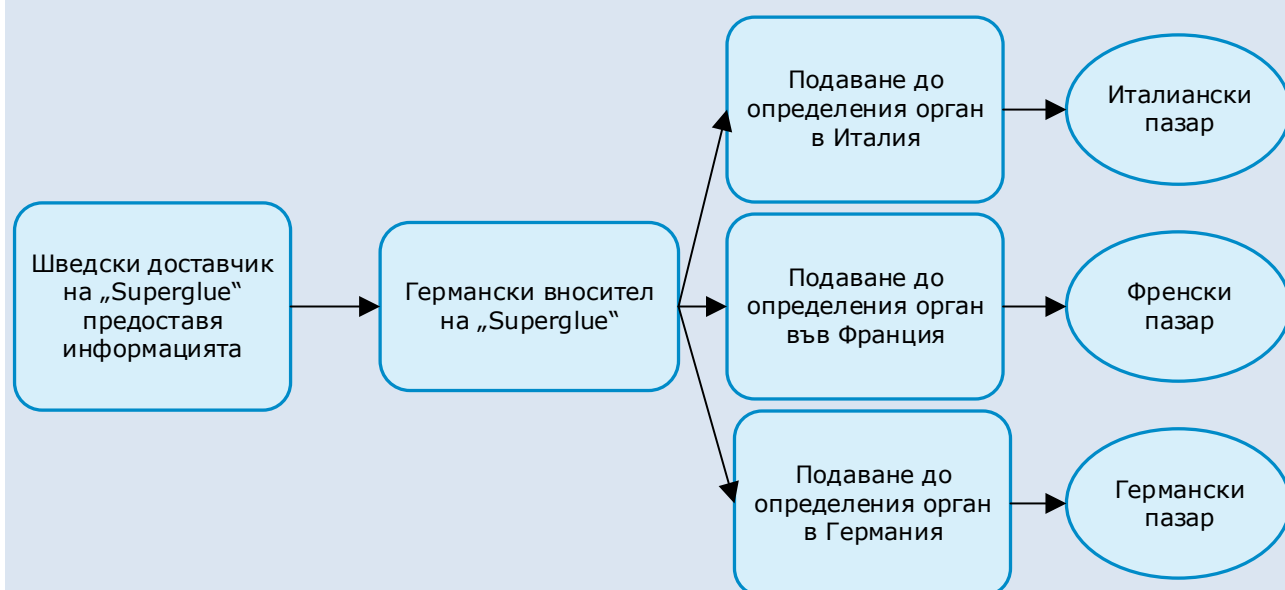 Шведски доставчик
на „Superglue“
предоставя
информацията
Германски вносител
на „Superglue“
Подаване до
определения орган
в Италия
Италиански
пазар
Подаване до
определения орган
във Франция
Френски
пазар
Подаване до
определения орган
в Германия
Германски
пазар